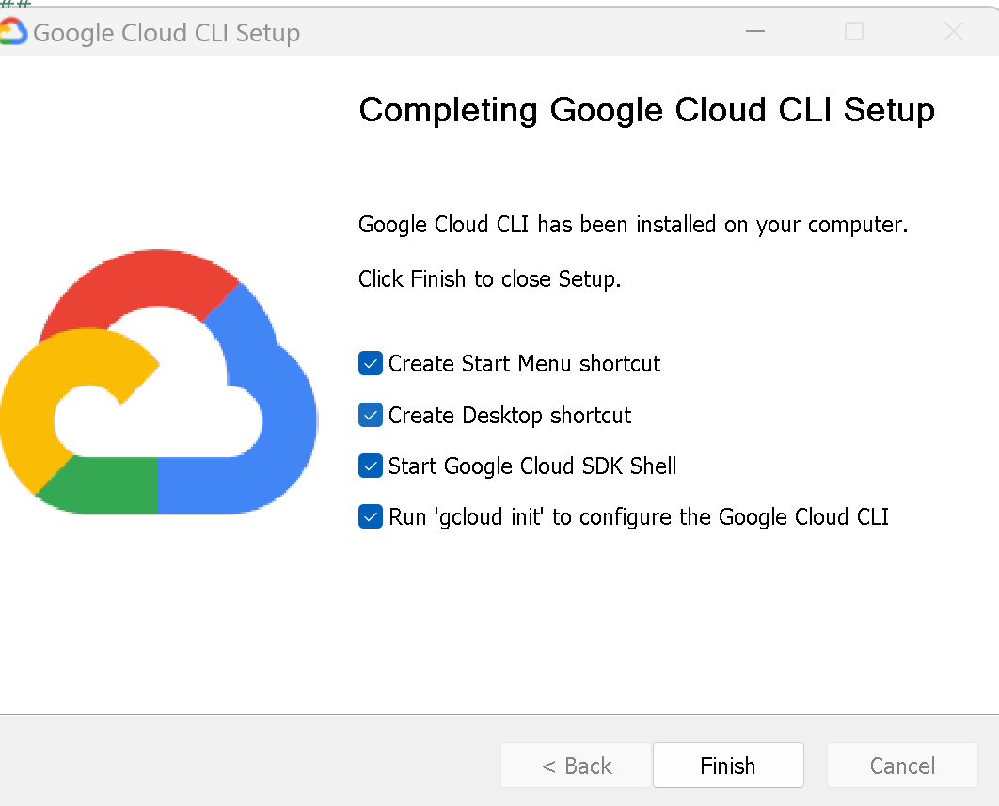 ##
Google Cloud CLI Setup
Completing Google Cloud CLI Setup
Google Cloud CLI has been installed on your computer.
Click Finish to close Setup.
Create Start Menu shortcut
Create Desktop shortcut
Start Google Cloud SDK Shell
Run 'gcloud init' to configure the Google Cloud CLI
< Back
Finish
Cancel